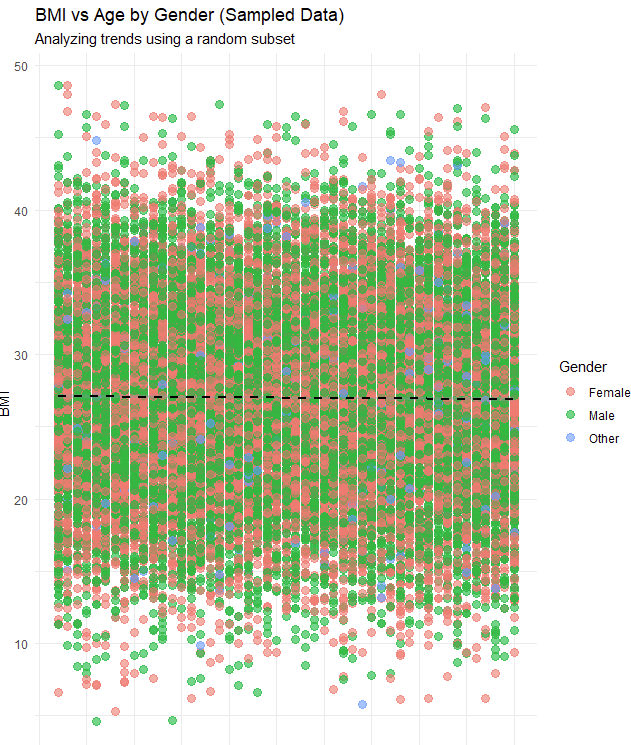 BMI vs Age by Gender (Sampled Data)
Analyzing trends using a random subset
50
40
30
20
10
BMI
Gender
Female
Male
Other